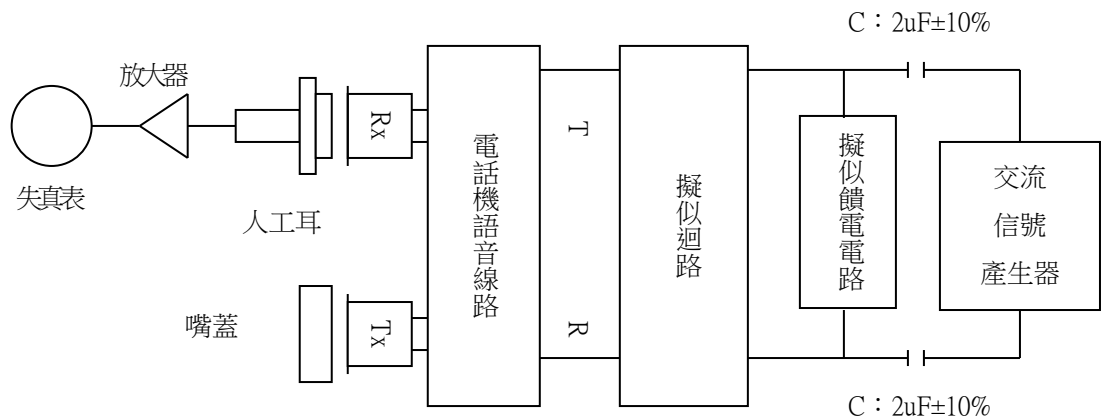 C：2uF±10%
放大器
Rx
失真表
人工耳
電話機語音線路
T
擬似迴路
擬似饋電電路
交流
信號
產生器
嘴蓋
Tx
R
C：2uF±10%